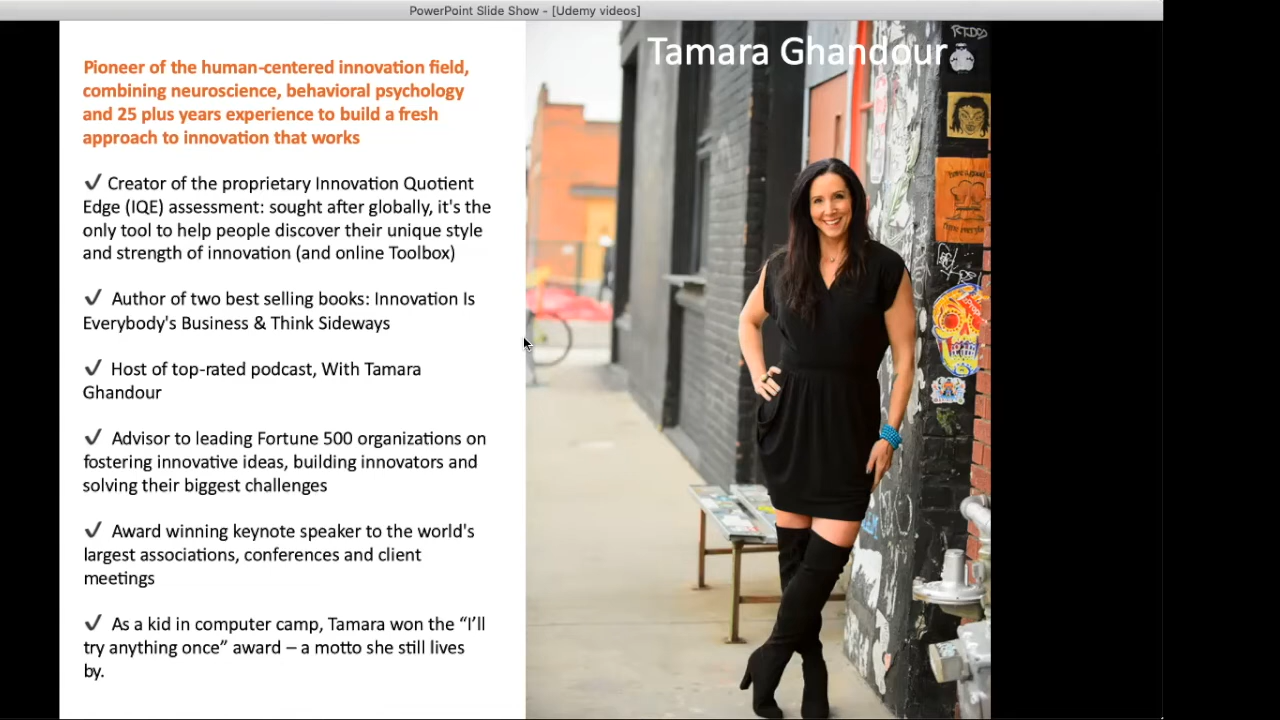 PowerPoint Slide Show - [Udemy videos]
Tamara Ghandour
Pioneer of the human-centered innovation field,
combining neuroscience, behavioral psychology
and 25 plus years experience to build a fresh
approach to innovation that works
✓ Creator of the proprietary Innovation Quotient
Edge (IQE) assessment: sought after globally, it's the
only tool to help people discover their unique style
and strength of innovation (and online Toolbox)
✓ Author of two best selling books: Innovation Is
Everybody's Business & Think Sideways
✓ Host of top-rated podcast, With Tamara
Ghandour
✓ Advisor to leading Fortune 500 organizations on
fostering innovative ideas, building innovators and
solving their biggest challenges
✓ Award winning keynote speaker to the world's
largest associations, conferences and client
meetings
✓ As a kid in computer camp, Tamara won the “I’ll
try anything once” award – a motto she still lives
by.